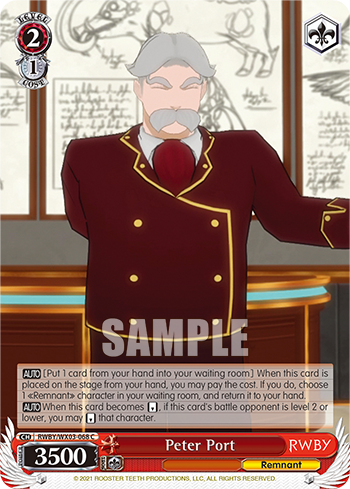 LEVEL
2
1
COST
SAMPLE
AUTO [Put 1 card from your hand into your waiting room] When this card is
placed on the stage from your hand, you may pay the cost. If you do, choose
1 «Remnant» character in your waiting room, and return it to your hand.
AUTO When this card becomes [ ], if this card's battle opponent is level 2 or
lower, you may [ ] that character.
CH RWBY/WX03-068 C
Peter Port
RWBY
POWER
3500
Remnant
© 2021 ROOSTER TEETH PRODUCTIONS, LLC, ALL RIGHTS RESERVED.